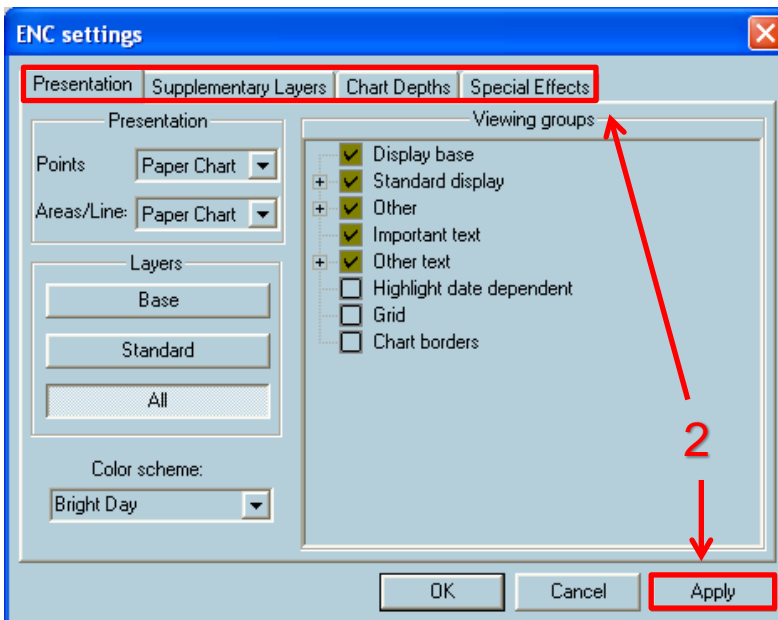 ENC settings
Presentation Supplementary Layers Chart Depths Special Effects
Presentation
Points Paper Chart
Areas/Line: Paper Chart
Layers
Base
Standard
All
Color scheme:
Bright Day
Viewing groups
Display base
Standard display
Other
Important text
Other text
Highlight date dependent
Grid
Chart borders
2
OK Cancel Apply